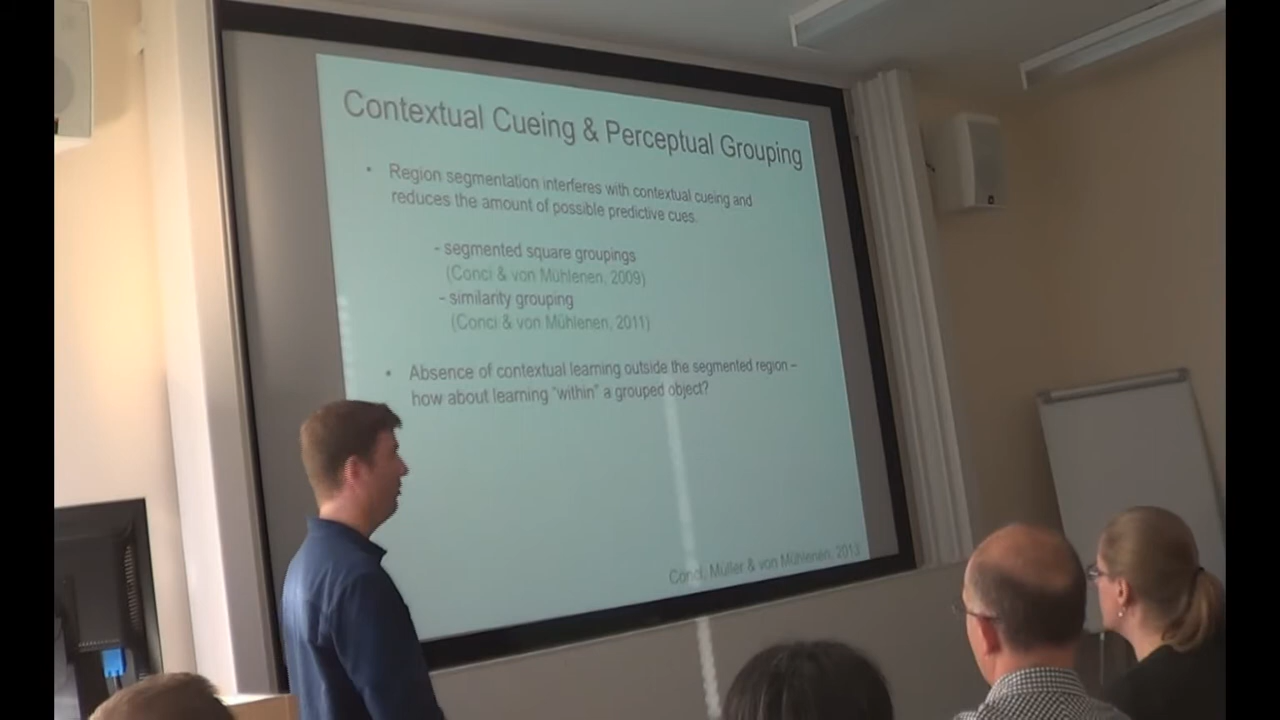 Contextual Cueing & Perceptual Grouping
• Region segmentation interferes with contextual cueing and
reduces the amount of possible predictive cues.
- segmented square groupings
(Conci & von Mühlenen, 2009)
- similarity grouping
(Conci & von Mühlenen, 2011)
• Absence of contextual learning outside the segmented region –
how about learning "within" a grouped object?
Conci, Müller & von Mühlenen, 2013